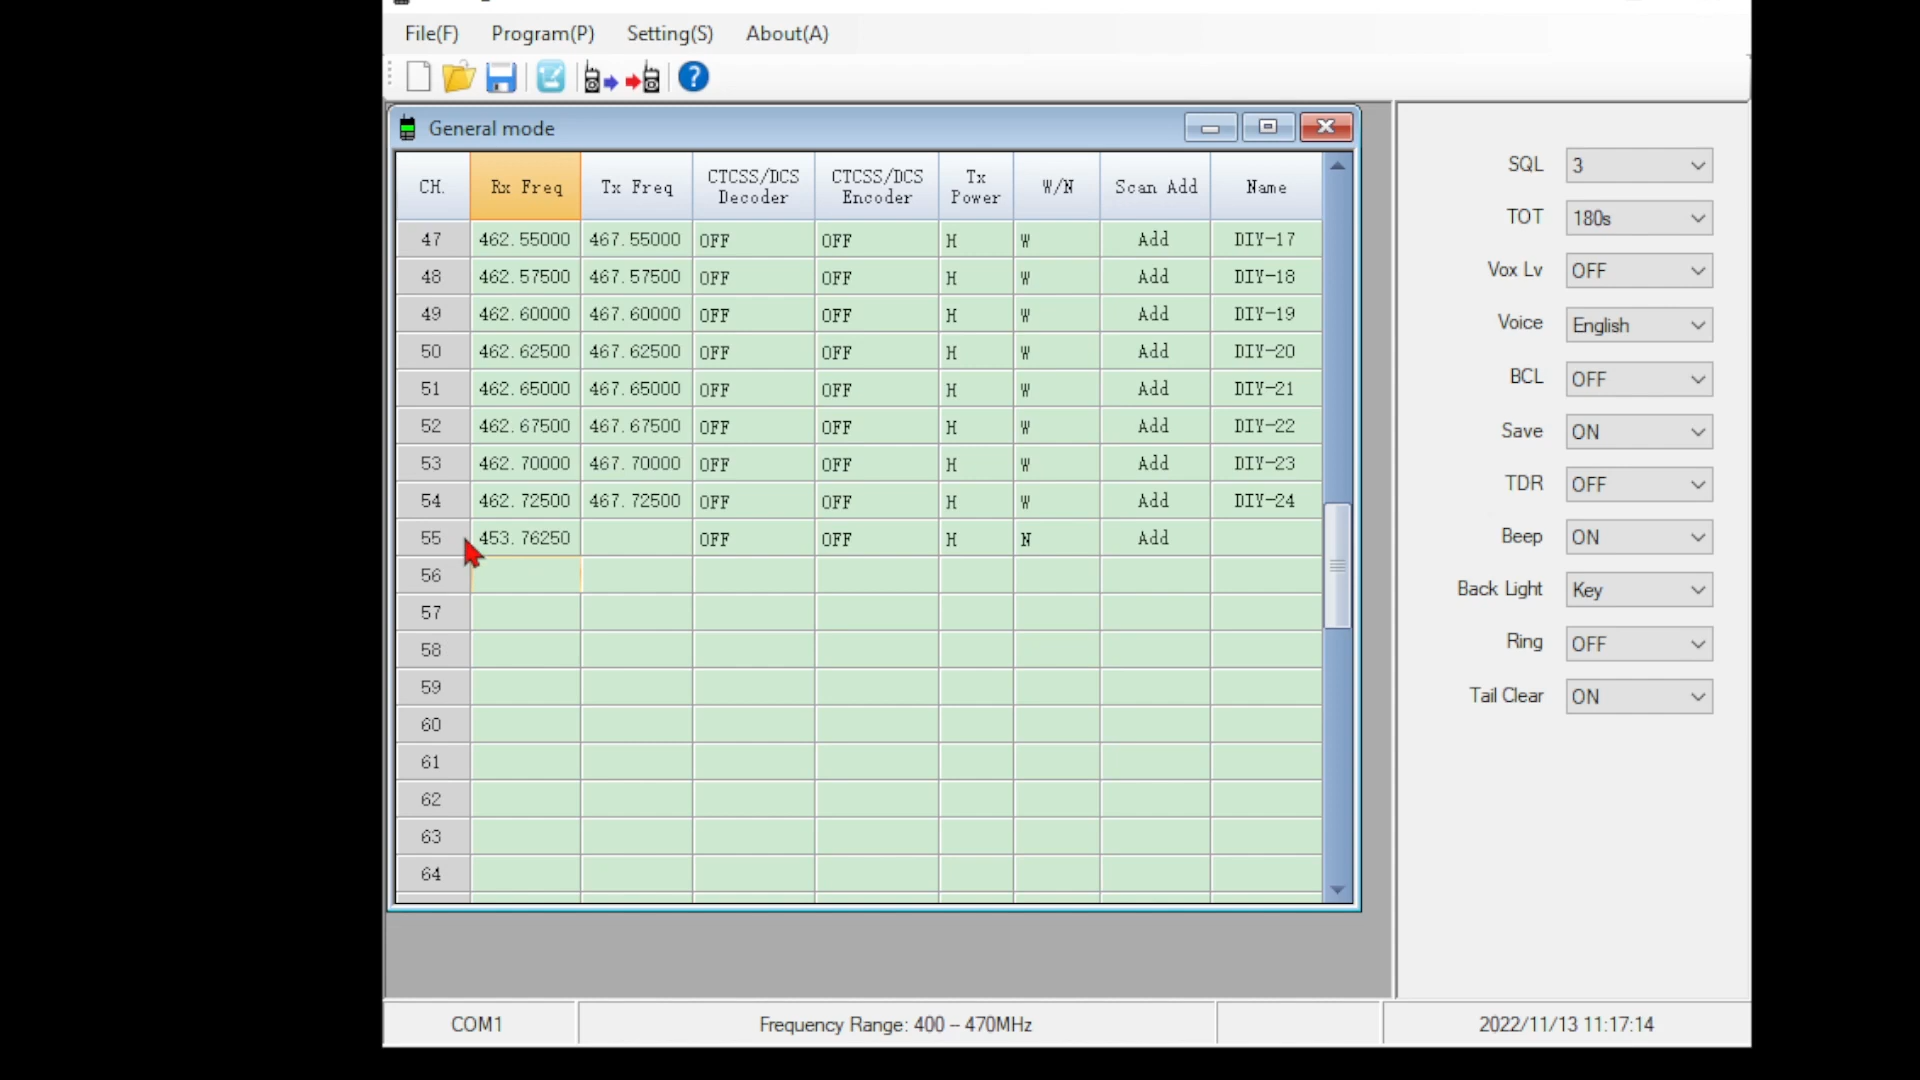 File(F) Program(P) Setting(S) About(A)
?
General mode
CH. Rx Freq Tx Freq CTCSS/DCS Decoder CTCSS/DCS Encoder Tx Power W/N Scan Add Name
47 462.55000 467.55000 OFF OFF H W Add DIY-17
48 462.57500 467.57500 OFF OFF H W Add DIY-18
49 462.60000 467.60000 OFF OFF H W Add DIY-19
50 462.62500 467.62500 OFF OFF H W Add DIY-20
51 462.65000 467.65000 OFF OFF H W Add DIY-21
52 462.67500 467.67500 OFF OFF H W Add DIY-22
53 462.70000 467.70000 OFF OFF H W Add DIY-23
54 462.72500 467.72500 OFF OFF H W Add DIY-24
55 453.76250 OFF OFF H N Add
56
57
58
59
60
61
62
63
64
SQL 3
TOT 180s
Vox Lv OFF
Voice English
BCL OFF
Save ON
TDR OFF
Beep ON
Back Light Key
Ring OFF
Tail Clear ON
COM1 Frequency Range: 400 -- 470MHz 2022/11/13 11:17:14